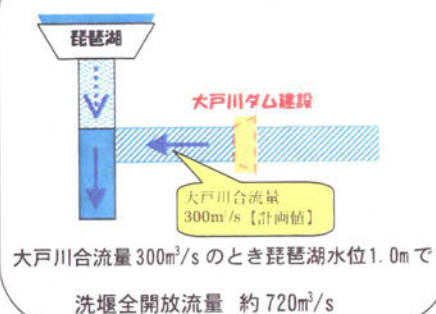 琵琶湖
大戸川ダム建設
大戸川合流量
300㎥/s【計画値】
大戸川合流量300㎥/sのとき琵琶湖水位1.0mで
洗堰全開放流量 約720㎥/s